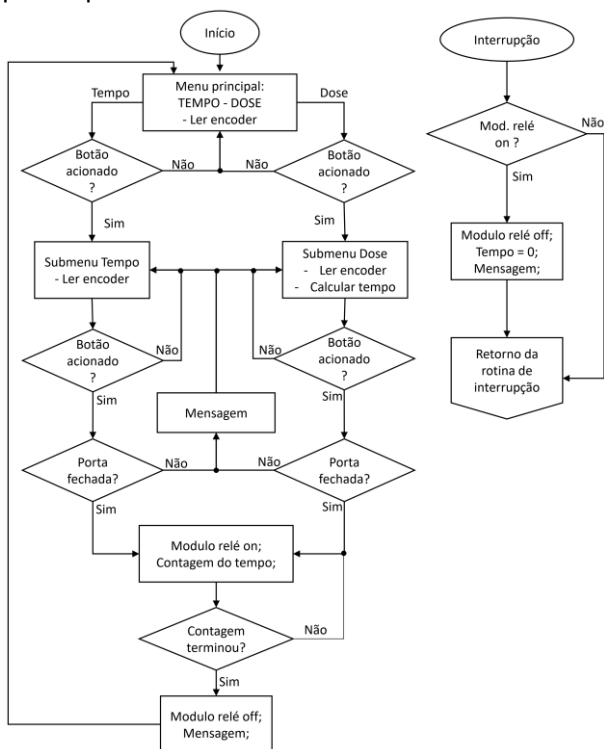 Início
Menu principal:
TEMPO - DOSE
- Ler encoder
Tempo
Dose
Botão
acionado
?
Não
Não
Botão
acionado
?
Sim
Sim
Submenu Tempo
- Ler encoder
Submenu Dose
- Ler encoder
- Calcular tempo
Botão
acionado
?
Não
Não
Botão
acionado
?
Sim
Sim
Mensagem
Porta
fechada?
Não
Não
Porta
fechada?
Sim
Sim
Modulo relé on;
Contagem do tempo;
Contagem
terminou?
Não
Sim
Modulo relé off;
Mensagem;
Interrupção
Mod. relé
on ?
Não
Sim
Modulo relé off;
Tempo = 0;
Mensagem;
Retorno da
rotina de
interrupção